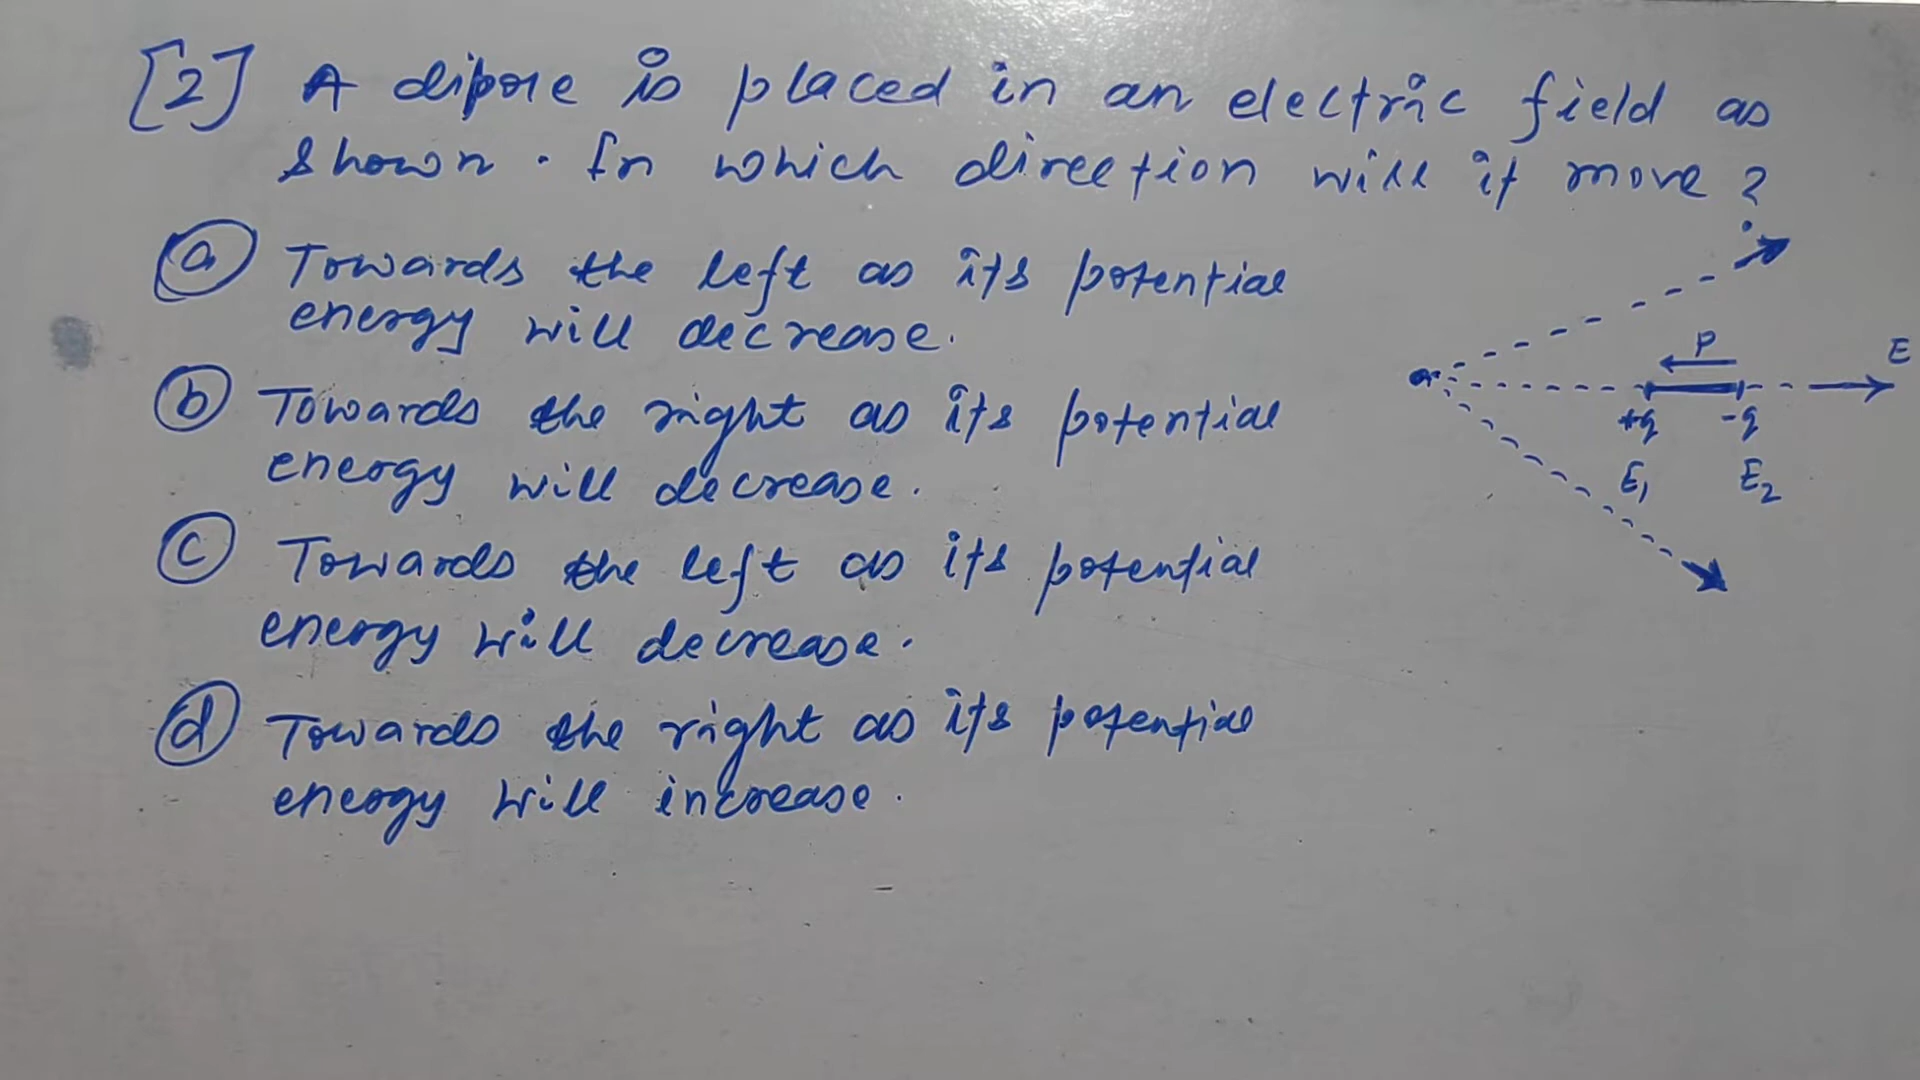 [2] A dipole is placed in an electric field as
shown. In which direction will it move?
(a) Towards the left as its potential
energy will decrease.
(b) Towards the right as its potential
energy will decrease.
(c) Towards the left as its potential
energy will decrease.
(d) Towards the right as its potential
energy will increase.
P
E
+q -q
E₁ E₂